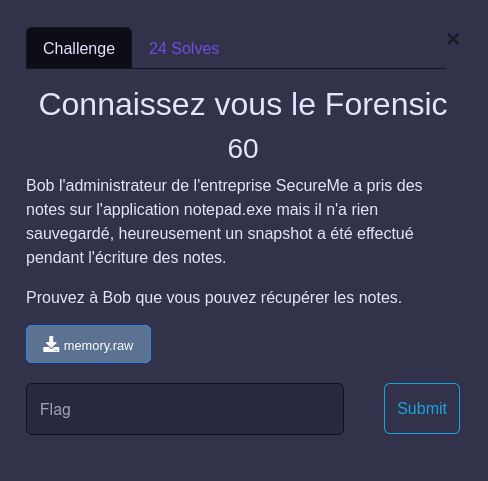 Challenge
24 Solves
×
Connaissez vous le Forensic
60
Bob l'administrateur de l'entreprise SecureMe a pris des
notes sur l'application notepad.exe mais il n'a rien
sauvegardé, heureusement un snapshot a été effectué
pendant l'écriture des notes.
Prouvez à Bob que vous pouvez récupérer les notes.
memory.raw
Flag
Submit